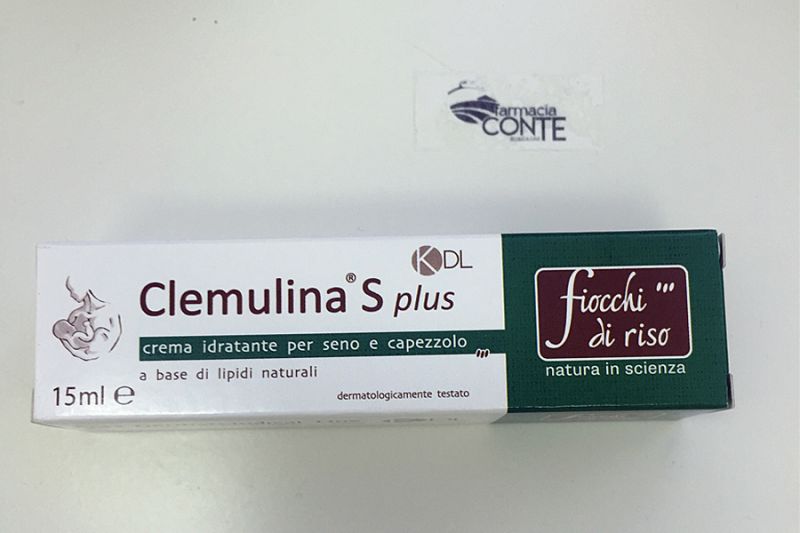 farmacia
CONTE
KDL
Clemulina® S plus
crema idratante per seno e capezzolo
a base di lipidi naturali
15ml e
dermatologicamente testato
fiocchi
di riso
natura in scienza